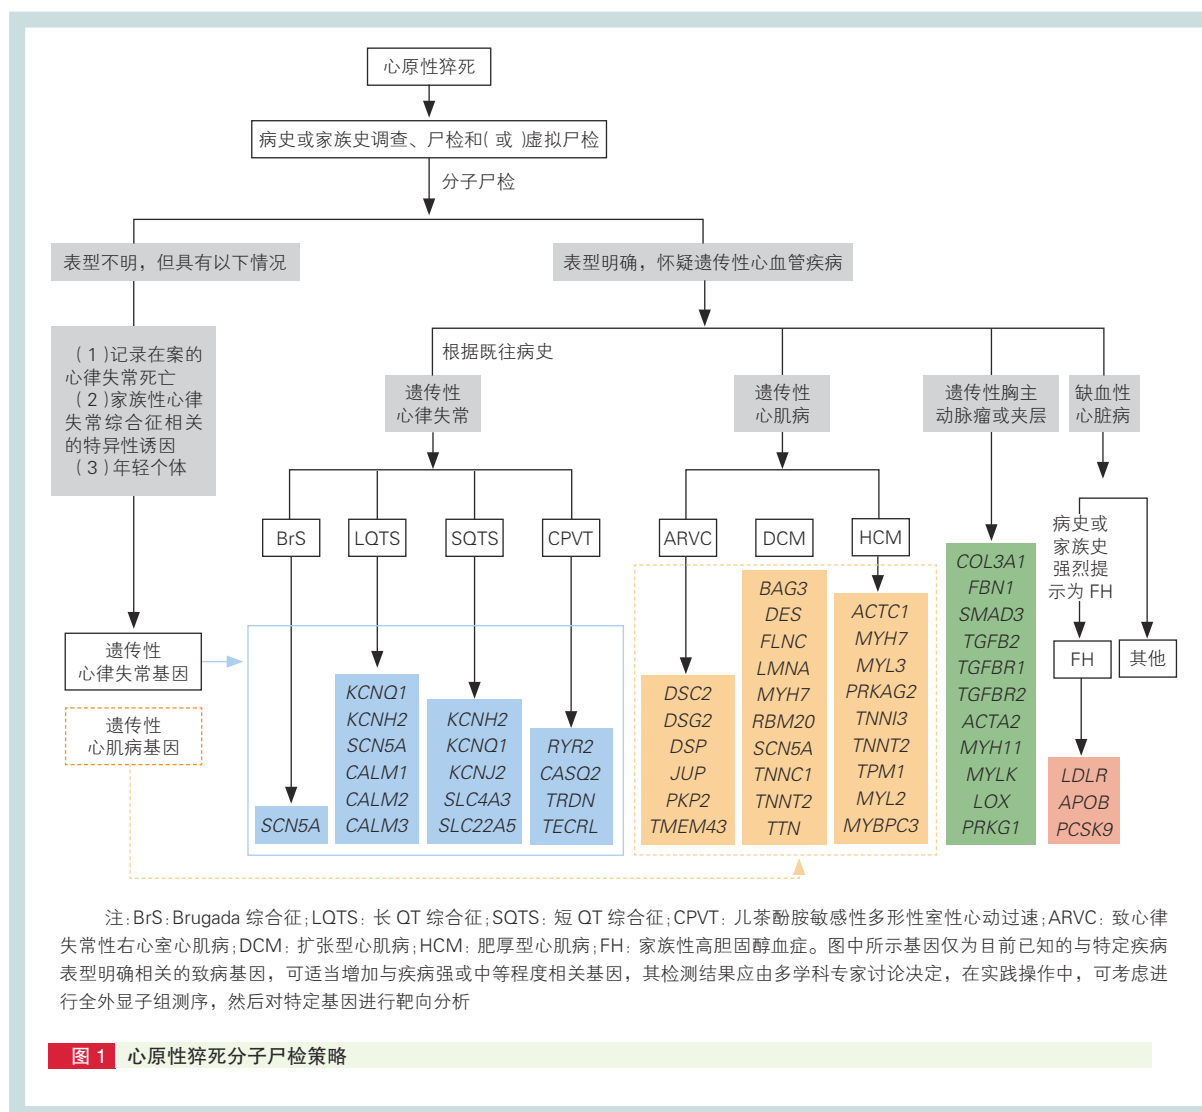 心原性猝死
病史或家族史调查、尸检和(或)虚拟尸检
分子尸检
表型不明，但具有以下情况
表型明确，怀疑遗传性心血管疾病
（1）记录在案的
心律失常死亡
（2）家族性心律
失常综合征相关
的特异性诱因
（3）年轻个体
根据既往病史
遗传性
心律失常
遗传性
心肌病
遗传性胸主
动脉瘤或夹层
缺血性
心脏病
BrS
LQTS
SQTS
CPVT
ARVC
DCM
HCM
病史或
家族史
强烈提
示为 FH
FH
其他
遗传性
心律失常基因
遗传性
心肌病基因
SCN5A
KCNQ1
KCNH2
SCN5A
CALM1
CALM2
CALM3
KCNH2
KCNQ1
KCNJ2
SLC4A3
SLC22A5
RYR2
CASQ2
TRDN
TECRL
DSC2
DSG2
DSP
JUP
PKP2
TMEM43
BAG3
DES
FLNC
LMNA
MYH7
RBM20
SCN5A
TNNC1
TNNT2
TTN
ACTC1
MYH7
MYL3
PRKAG2
TNNI3
TNNT2
TPM1
MYL2
MYBPC3
COL3A1
FBN1
SMAD3
TGFB2
TGFBR1
TGFBR2
ACTA2
MYH11
MYLK
LOX
PRKG1
LDLR
APOB
PCSK9
注:BrS:Brugada 综合征;LQTS: 长 QT 综合征;SQTS: 短 QT 综合征;CPVT: 儿茶酚胺敏感性多形性室性心动过速;ARVC: 致心律
失常性右心室心肌病;DCM: 扩张型心肌病;HCM: 肥厚型心肌病;FH: 家族性高胆固醇血症。图中所示基因仅为目前已知的与特定疾病
表型明确相关的致病基因，可适当增加与疾病强或中等程度相关基因，其检测结果应由多学科专家讨论决定，在实践操作中，可考虑进
行全外显子组测序，然后对特定基因进行靶向分析
图 1 心原性猝死分子尸检策略